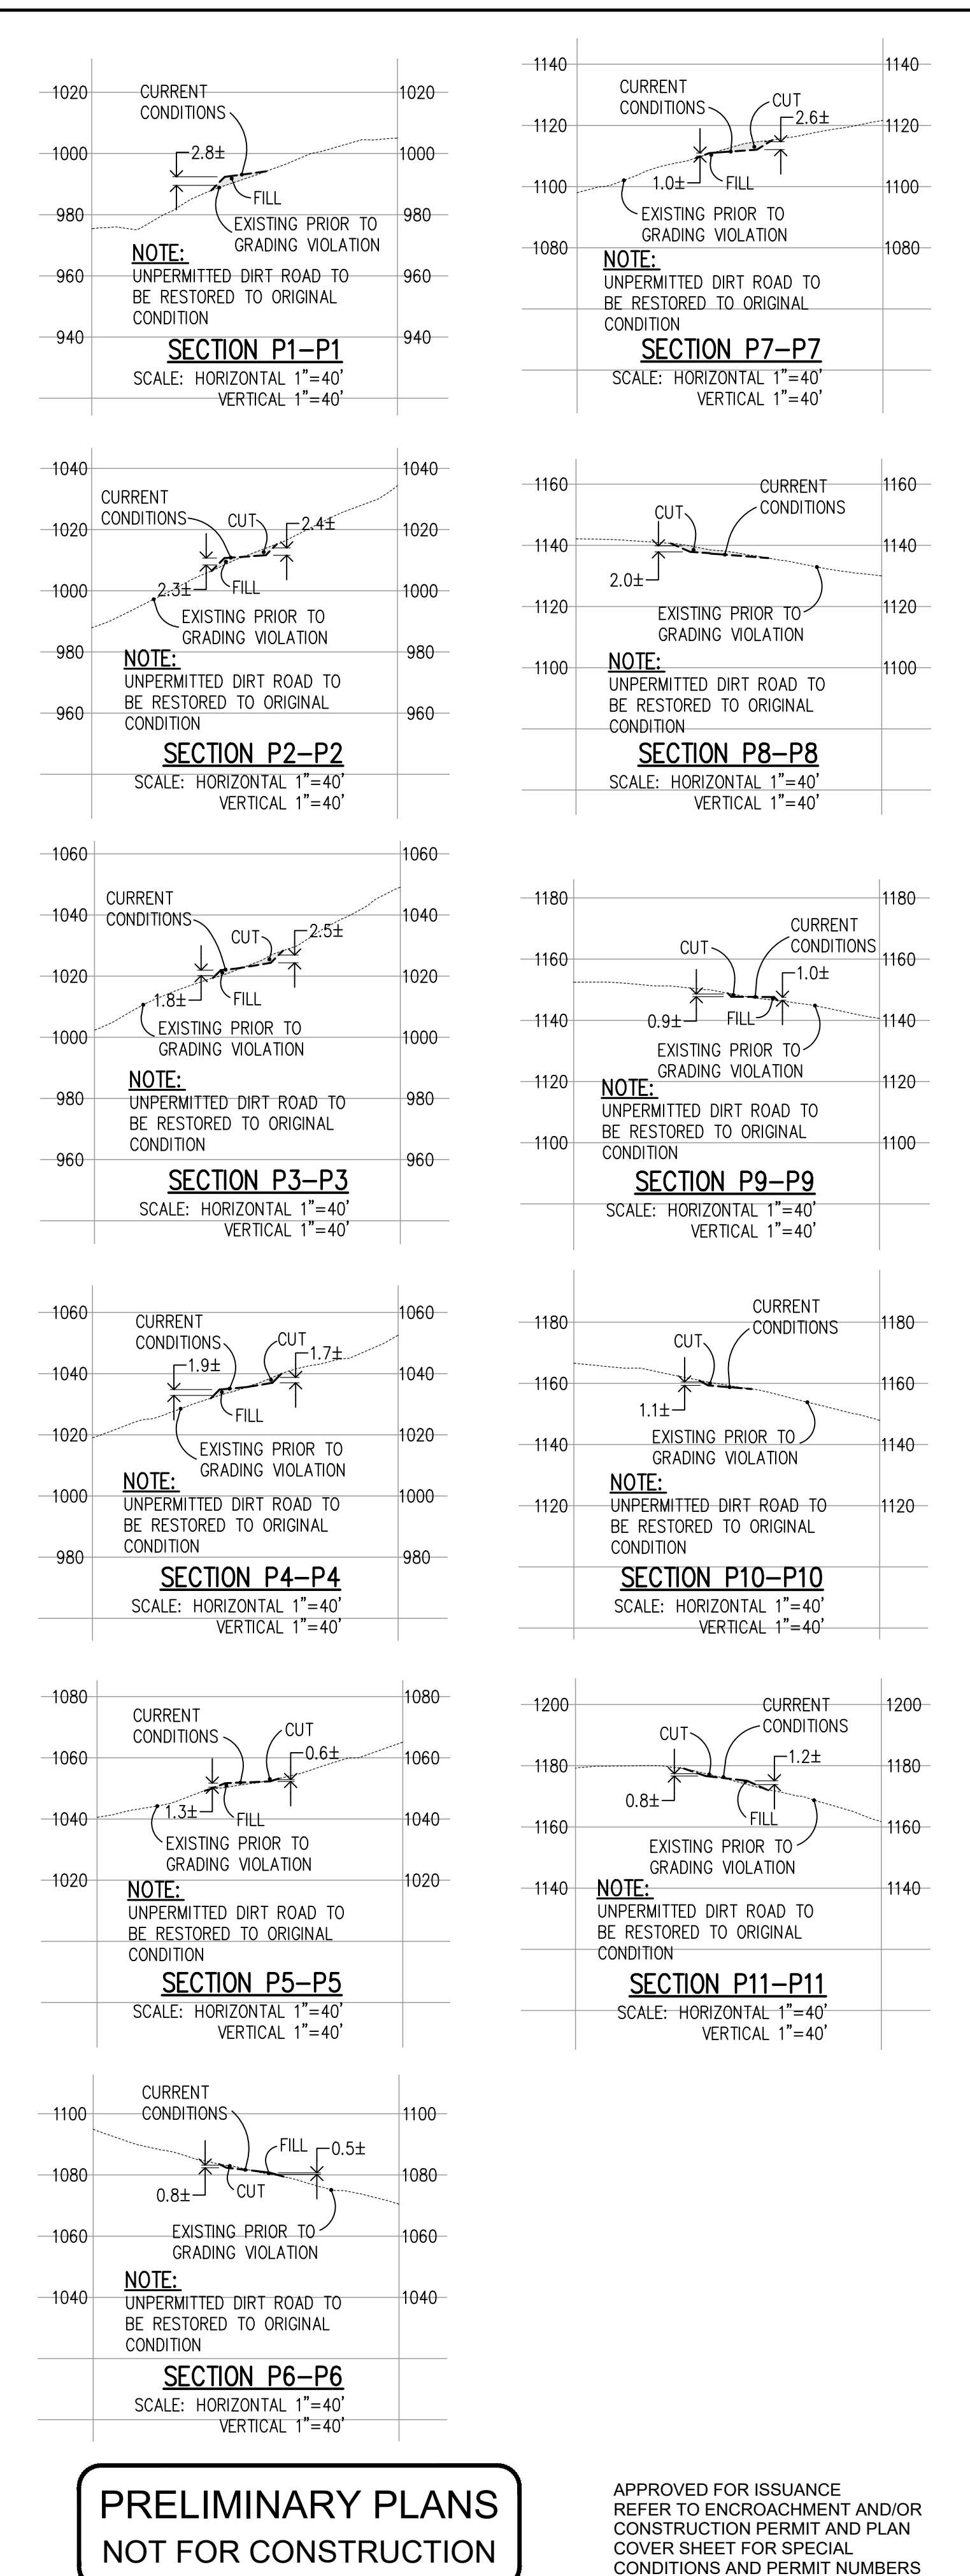 1020
CURRENT
1020
CONDITIONS
1000
2.8±
1000
FILL
980
EXISTING PRIOR TO
980
GRADING VIOLATION
NOTE:
960
UNPERMITTED DIRT ROAD TO
960
BE RESTORED TO ORIGINAL
CONDITION
940
940
SECTION P1-P1
SCALE: HORIZONTAL 1"=40'
VERTICAL 1"=40'
1040
1040
CURRENT
CONDITIONS
CUT
2.4±
1020
1020
2.3±
FILL
1000
1000
EXISTING PRIOR TO
GRADING VIOLATION
980
980
NOTE:
UNPERMITTED DIRT ROAD TO
BE RESTORED TO ORIGINAL
CONDITION
960
960
SECTION P2-P2
SCALE: HORIZONTAL 1"=40'
VERTICAL 1"=40'
1060
1060
CURRENT
CONDITIONS
1040
1040
CUT
2.5±
1020
1020
1.8±
FILL
EXISTING PRIOR TO
GRADING VIOLATION
1000
1000
NOTE:
UNPERMITTED DIRT ROAD TO
BE RESTORED TO ORIGINAL
CONDITION
980
980
960
960
SECTION P3-P3
SCALE: HORIZONTAL 1"=40'
VERTICAL 1"=40'
1060
1060
CURRENT
CONDITIONS
CUT
1.9±
1.7±
1040
1040
FILL
1020
1020
EXISTING PRIOR TO
GRADING VIOLATION
NOTE:
1000
1000
UNPERMITTED DIRT ROAD TO
BE RESTORED TO ORIGINAL
CONDITION
980
980
SECTION P4-P4
SCALE: HORIZONTAL 1"=40'
VERTICAL 1"=40'
1080
1080
CURRENT
CONDITIONS
CUT
0.6±
1060
1060
1.3±
FILL
1040
1040
EXISTING PRIOR TO
GRADING VIOLATION
1020
1020
NOTE:
UNPERMITTED DIRT ROAD TO
BE RESTORED TO ORIGINAL
CONDITION
SECTION P5-P5
SCALE: HORIZONTAL 1"=40'
VERTICAL 1"=40'
CURRENT
CONDITIONS
1100
1100
FILL
0.5±
1080
1080
0.8±
CUT
EXISTING PRIOR TO
GRADING VIOLATION
1060
1060
NOTE:
1040
1040
UNPERMITTED DIRT ROAD TO
BE RESTORED TO ORIGINAL
CONDITION
SECTION P6-P6
SCALE: HORIZONTAL 1"=40'
VERTICAL 1"=40'
1140
1140
CURRENT
CONDITIONS
CUT
2.6±
1120
1120
1.0±
FILL
1100
1100
EXISTING PRIOR TO
GRADING VIOLATION
1080
1080
NOTE:
UNPERMITTED DIRT ROAD TO
BE RESTORED TO ORIGINAL
CONDITION
SECTION P7-P7
SCALE: HORIZONTAL 1"=40'
VERTICAL 1"=40'
1160
1160
CURRENT
CONDITIONS
CUT
1140
1140
2.0±
1120
1120
EXISTING PRIOR TO
GRADING VIOLATION
1100
1100
NOTE:
UNPERMITTED DIRT ROAD TO
BE RESTORED TO ORIGINAL
CONDITION
SECTION P8-P8
SCALE: HORIZONTAL 1"=40'
VERTICAL 1"=40'
1180
1180
CURRENT
CONDITIONS
CUT
1160
1160
1.0±
0.9±
FILL
1140
1140
EXISTING PRIOR TO
GRADING VIOLATION
1120
1120
NOTE:
UNPERMITTED DIRT ROAD TO
BE RESTORED TO ORIGINAL
CONDITION
1100
1100
SECTION P9-P9
SCALE: HORIZONTAL 1"=40'
VERTICAL 1"=40'
CURRENT
CONDITIONS
1180
1180
CUT
1160
1160
1.1±
EXISTING PRIOR TO
GRADING VIOLATION
1140
1140
NOTE:
1120
1120
UNPERMITTED DIRT ROAD TO
BE RESTORED TO ORIGINAL
CONDITION
SECTION P10-P10
SCALE: HORIZONTAL 1"=40'
VERTICAL 1"=40'
1200
1200
CURRENT
CONDITIONS
CUT
1.2±
1180
1180
0.8±
FILL
1160
1160
EXISTING PRIOR TO
GRADING VIOLATION
1140
1140
NOTE:
UNPERMITTED DIRT ROAD TO
BE RESTORED TO ORIGINAL
CONDITION
SECTION P11-P11
SCALE: HORIZONTAL 1"=40'
VERTICAL 1"=40'
PRELIMINARY PLANS
NOT FOR CONSTRUCTION
APPROVED FOR ISSUANCE
REFER TO ENCROACHMENT AND/OR
CONSTRUCTION PERMIT AND PLAN
COVER SHEET FOR SPECIAL
CONDITIONS AND PERMIT NUMBERS